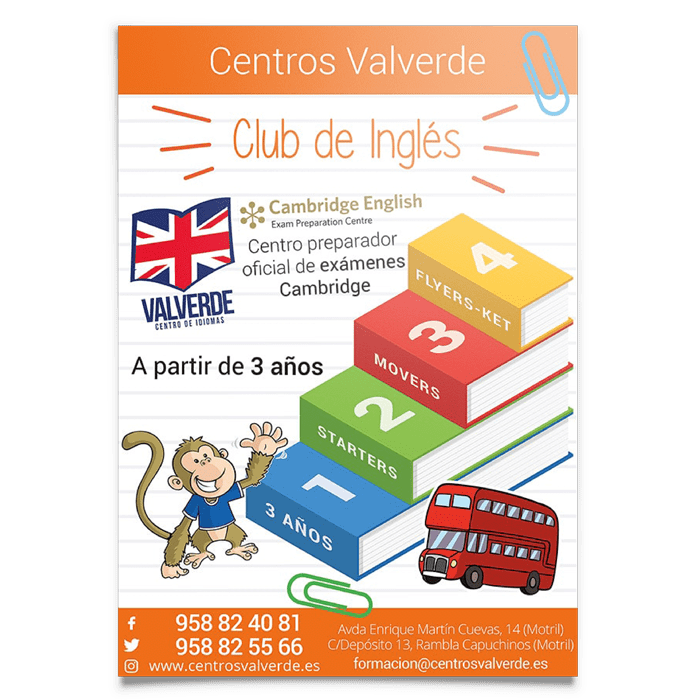 Centros Valverde
Club de Inglés
Cambridge English
Exam Preparation Centre
Centro preparador
oficial de exámenes
Cambridge
VALVERDE
CENTRO DE IDIOMAS
A partir de 3 años
4
FLYERS-KET
3
MOVERS
2
STARTERS
1
3 AÑOS
958 82 40 81
958 82 55 66
www.centrosvalverde.es
Avda Enrique Martín Cuevas, 14 (Motril)
C/Depósito 13, Rambla Capuchinos (Motril)
formacion@centrosvalverde.es